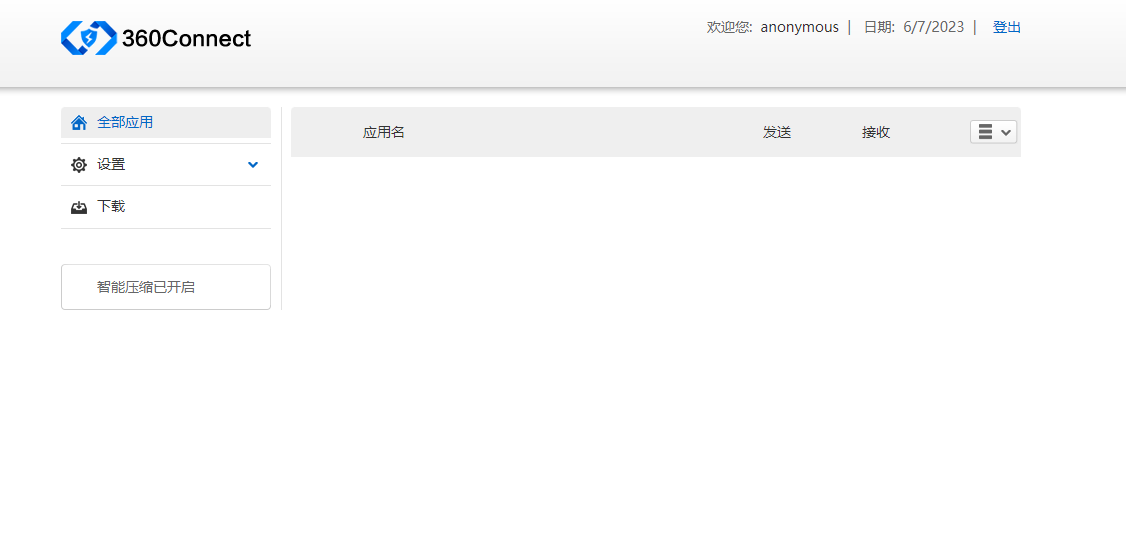 360Connect
欢迎您: anonymous | 日期: 6/7/2023 | 登出
全部应用
设置
下载
智能压缩已开启
应用名 发送 接收